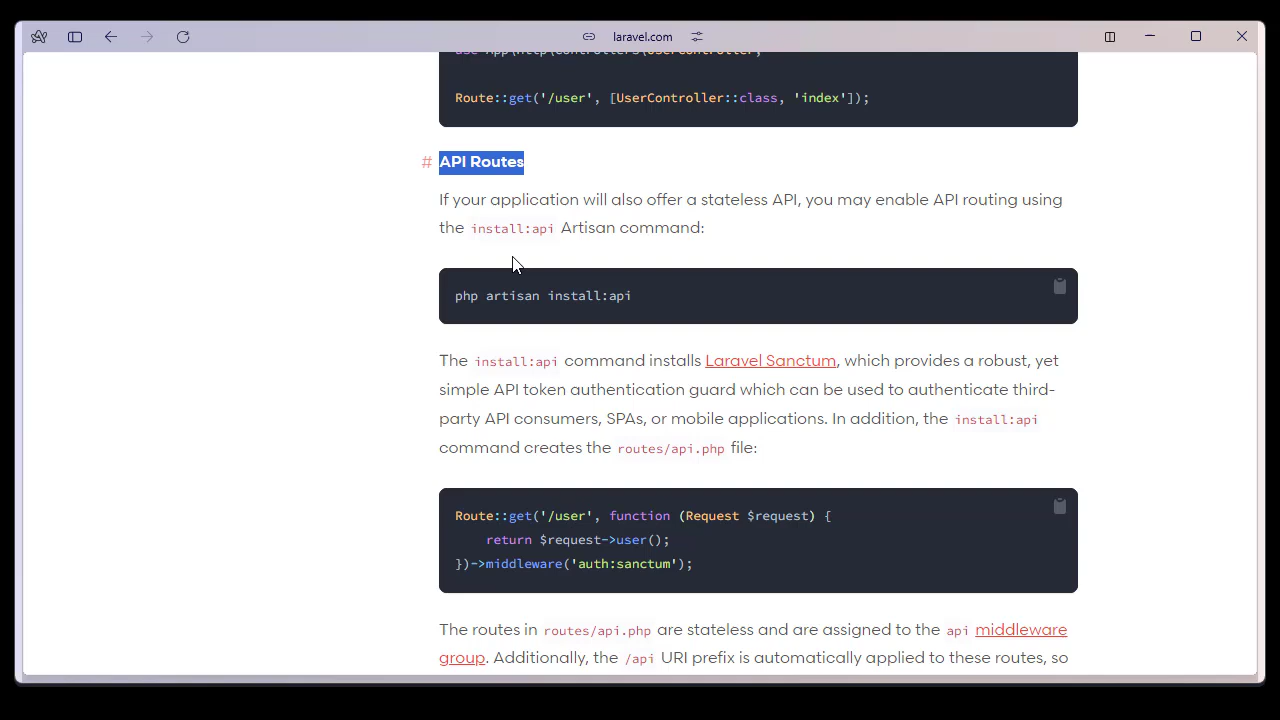 laravel.com
Route::get('/user', [UserController::class, 'index']);
# API Routes
If your application will also offer a stateless API, you may enable API routing using
the install:api Artisan command:
php artisan install:api
The install:api command installs Laravel Sanctum, which provides a robust, yet
simple API token authentication guard which can be used to authenticate third-
party API consumers, SPAs, or mobile applications. In addition, the install:api
command creates the routes/api.php file:
Route::get('/user', function (Request $request) {
return $request->user();
})->middleware('auth:sanctum');
The routes in routes/api.php are stateless and are assigned to the api middleware
group. Additionally, the /api URI prefix is automatically applied to these routes, so